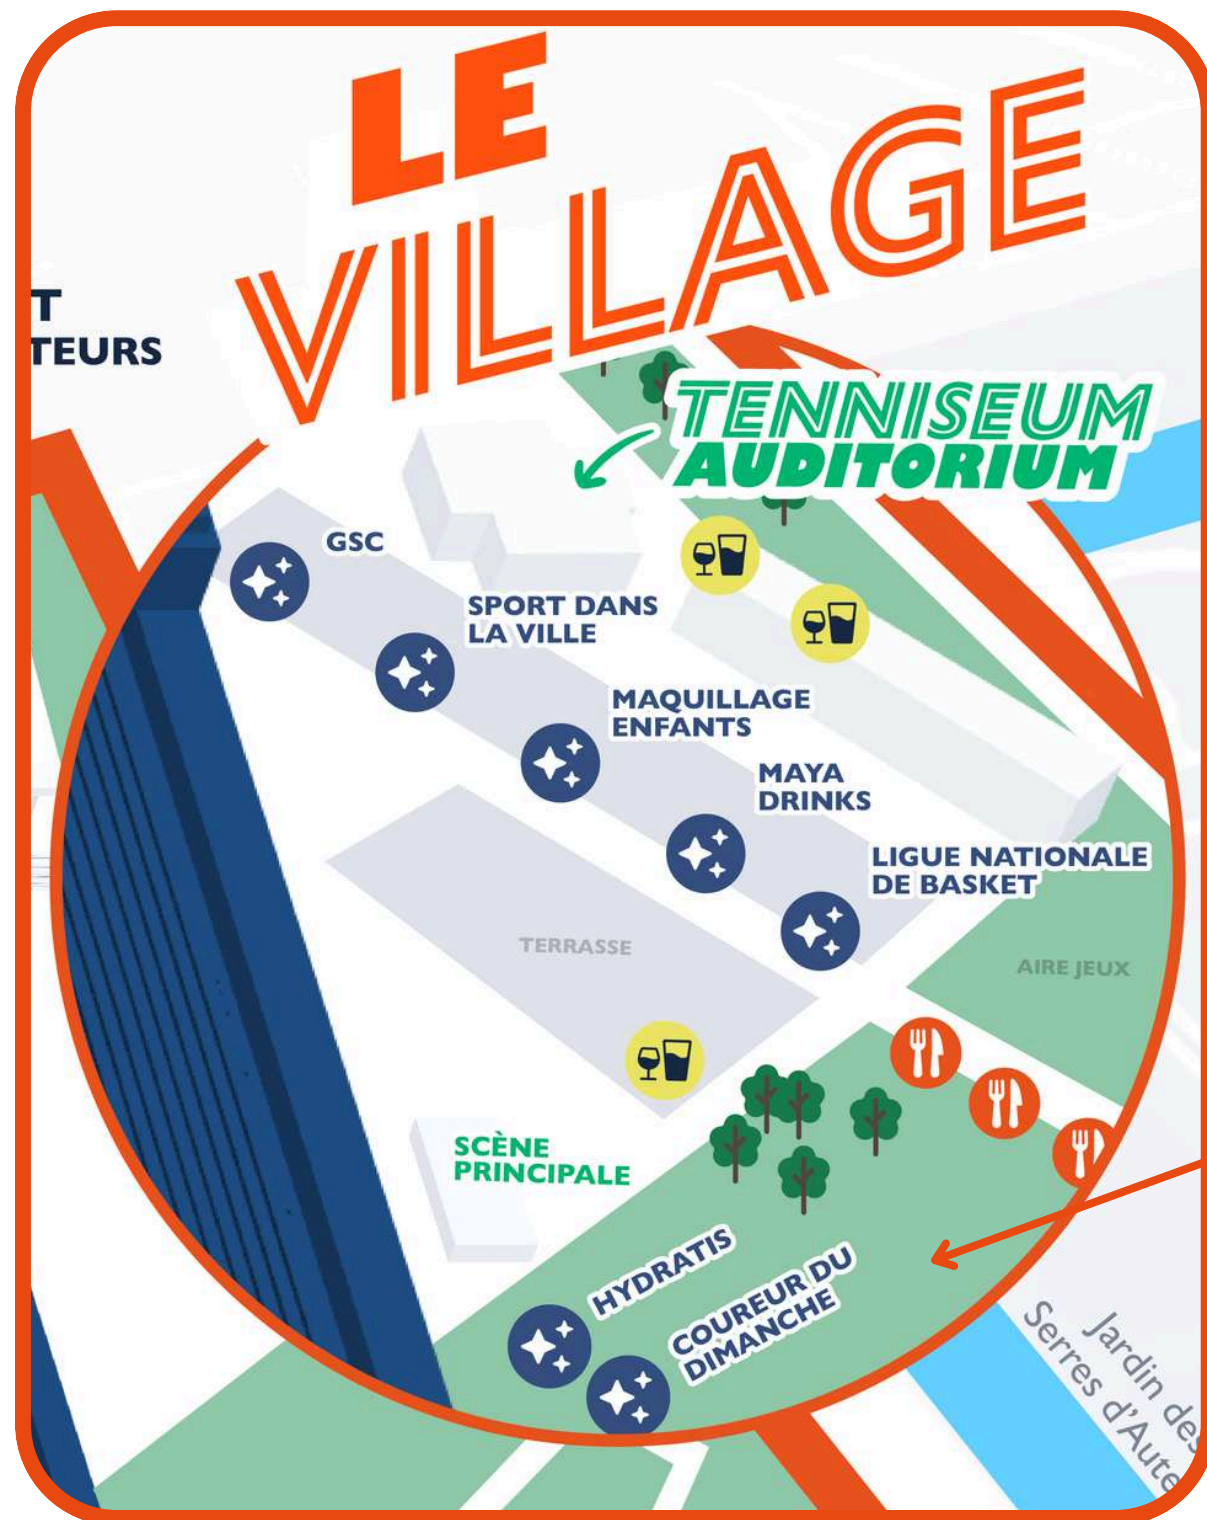 LE
VILLAGE
T
TEURS
TENNISEUM
AUDITORIUM
GSC
SPORT DANS
LA VILLE
MAQUILLAGE
ENFANTS
MAYA
DRINKS
LIGUE NATIONALE
DE BASKET
TERRASSE
AIRE JEUX
SCÈNE
PRINCIPALE
HYDRATIS
COUREUR DU
DIMANCHE
Jardin des
Serres d'Aute